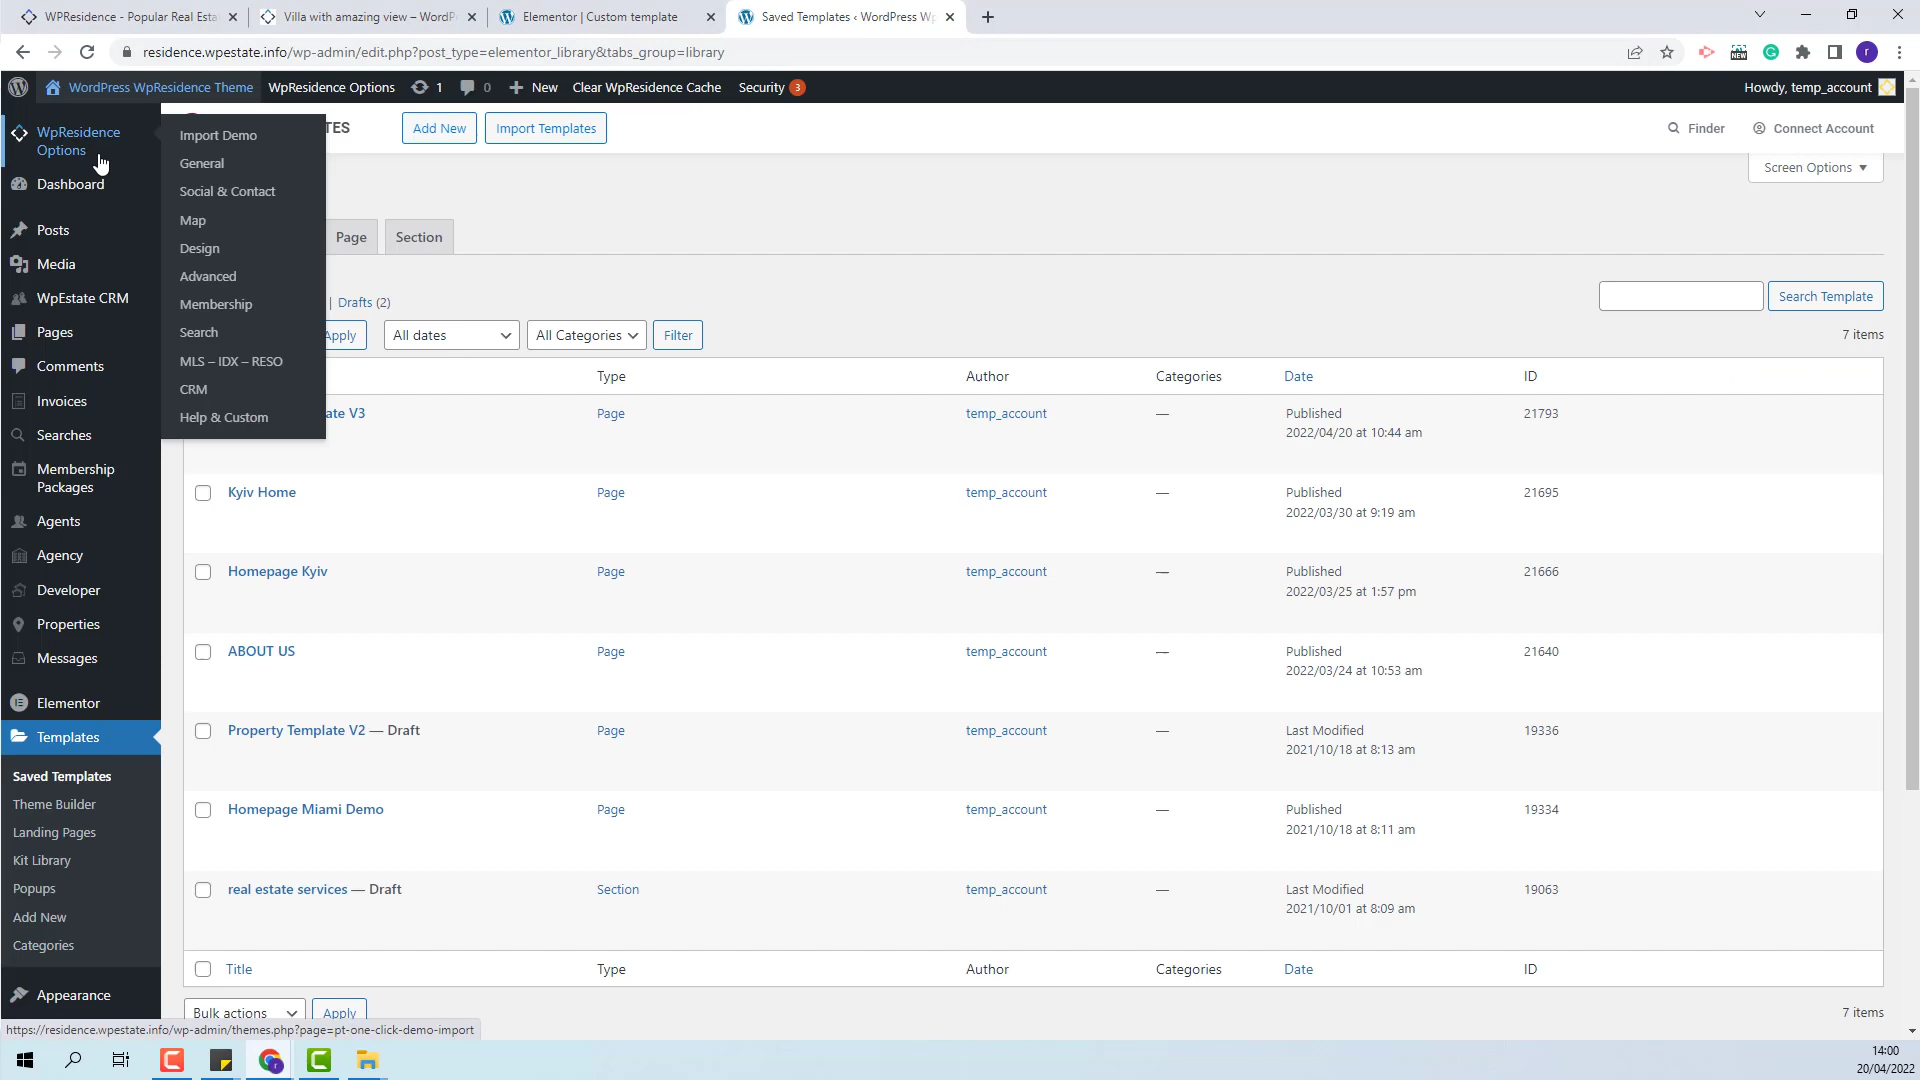 WPResidence - Popular Real Esta
Villa with amazing view – WordP
Elementor | Custom template
Saved Templates ‹ WordPress Wp
residence.wpestate.info/wp-admin/edit.php?post_type=elementor_library&tabs_group=library
NEW
r
WordPress WpResidence Theme
WpResidence Options
1
0
New
Clear WpResidence Cache
Security 3
Howdy, temp_account
WpResidence
Options
Dashboard
Posts
Media
WpEstate CRM
Pages
Comments
Invoices
Searches
Membership
Packages
Agents
Agency
Developer
Properties
Messages
Elementor
Templates
Saved Templates
Theme Builder
Landing Pages
Kit Library
Popups
Add New
Categories
Appearance
Import Demo
General
Social & Contact
Map
Design
Advanced
Membership
Search
MLS – IDX – RESO
CRM
Help & Custom
TES
Add New
Import Templates
Finder
Connect Account
Screen Options
Page
Section
| Drafts (2)
Search Template
Apply
All dates
All Categories
Filter
7 items
Type Author Categories Date ID
ate V3 Page temp_account — Published 21793
2022/04/20 at 10:44 am
Kyiv Home Page temp_account — Published 21695
2022/03/30 at 9:19 am
Homepage Kyiv Page temp_account — Published 21666
2022/03/25 at 1:57 pm
ABOUT US Page temp_account — Published 21640
2022/03/24 at 10:53 am
Property Template V2 — Draft Page temp_account — Last Modified 19336
2021/10/18 at 8:13 am
Homepage Miami Demo Page temp_account — Published 19334
2021/10/18 at 8:11 am
real estate services — Draft Section temp_account — Last Modified 19063
2021/10/01 at 8:09 am
Title Type Author Categories Date ID
Bulk actions
Apply
7 items
https://residence.wpestate.info/wp-admin/themes.php?page=pt-one-click-demo-import
14:00
20/04/2022